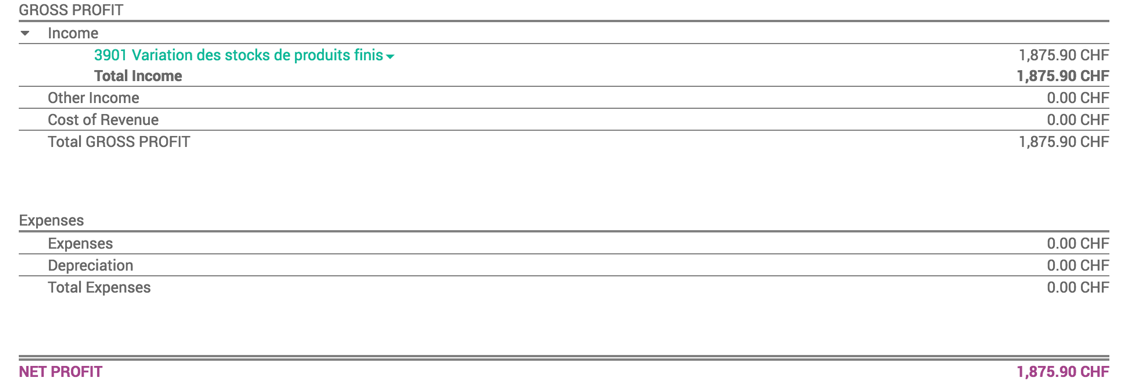 GROSS PROFIT
Income
3901 Variation des stocks de produits finis 1,875.90 CHF
Total Income 1,875.90 CHF
Other Income 0.00 CHF
Cost of Revenue 0.00 CHF
Total GROSS PROFIT 1,875.90 CHF
Expenses
Expenses 0.00 CHF
Depreciation 0.00 CHF
Total Expenses 0.00 CHF
NET PROFIT 1,875.90 CHF